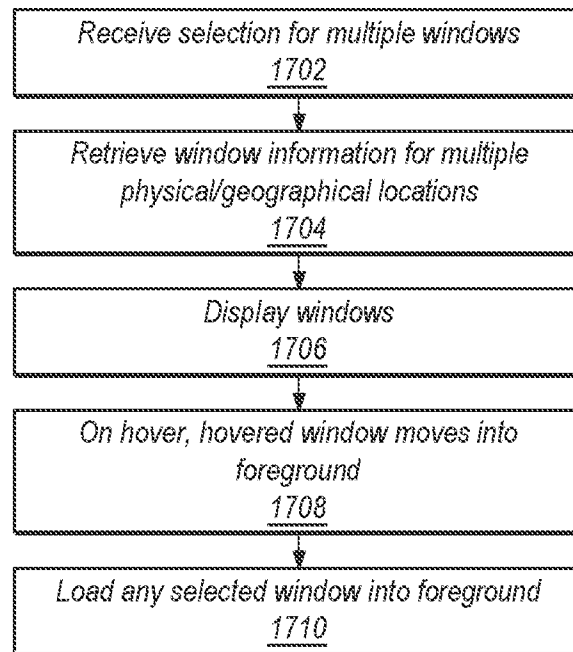 Receive selection for multiple windows
1702
Retrieve window information for multiple
physical/geographical locations
1704
Display windows
1706
On hover, hovered window moves into
foreground
1708
Load any selected window into foreground
1710